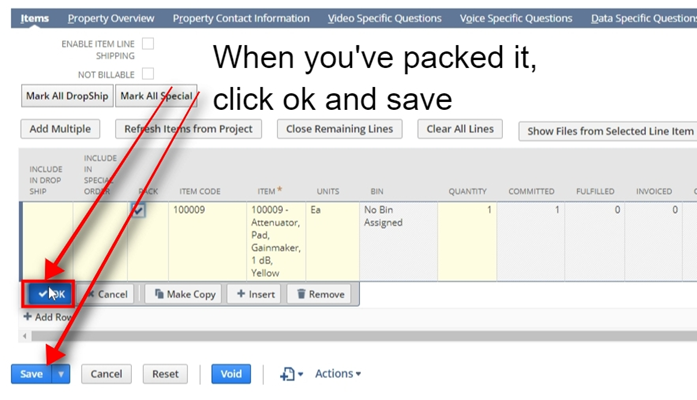 Items Property Overview Property Contact Information Video Specific Questions Voice Specific Questions Data Specific Questions
ENABLE ITEM LINE
SHIPPING
NOT BILLABLE
When you've packed it,
click ok and save
Mark All DropShip Mark All Special
Add Multiple Refresh Items from Project Close Remaining Lines Clear All Lines Show Files from Selected Line Item
INCLUDE
IN DROP
SHIP
INCLUDE
IN
SPECIAL
ORDER
PACK ITEM CODE ITEM * UNITS BIN QUANTITY COMMITTED FULFILLED INVOICED
100009
100009 -
Attenuator,
Pad,
Gainmaker,
1 dB,
Yellow
Ea
No Bin
Assigned
1 1 0 0
OK Cancel Make Copy + Insert Remove
+ Add Row
Save Cancel Reset Void Actions